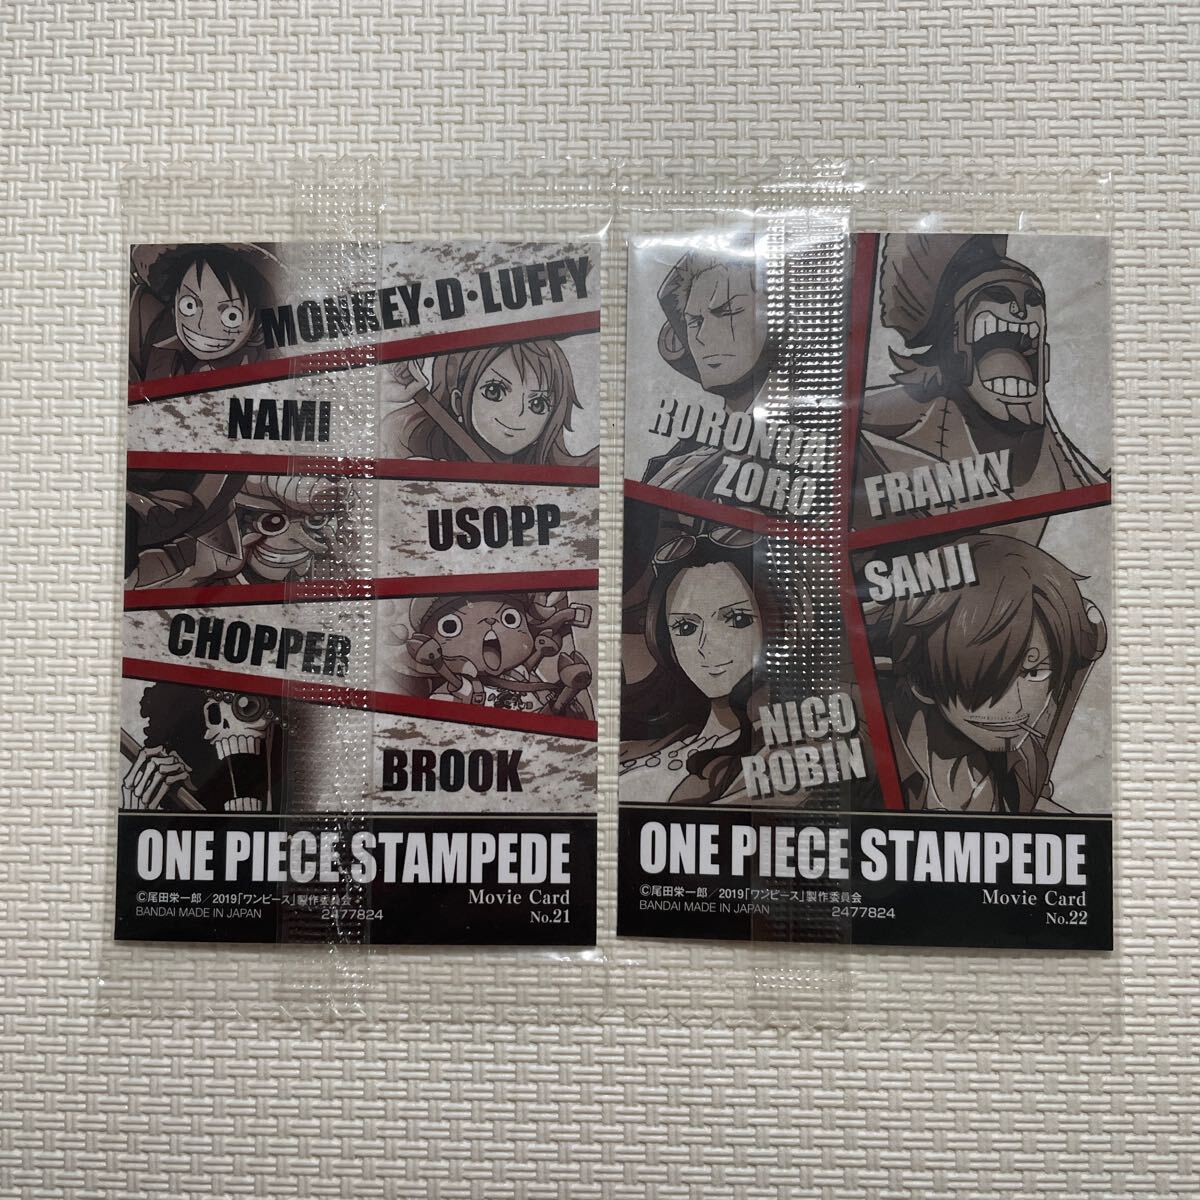 MONKEY・D・LUFFY
NAMI
USOPP
CHOPPER
BROOK
ONE PIECE STAMPEDE
Movie Card
No.21
©尾田栄一郎／2019「ワンピース」製作委員会
BANDAI MADE IN JAPAN
2477824
RORONOA
ZORO
FRANKY
SANJI
NICO
ROBIN
ONE PIECE STAMPEDE
Movie Card
No.22
©尾田栄一郎／2019「ワンピース」製作委員会
BANDAI MADE IN JAPAN
2477824